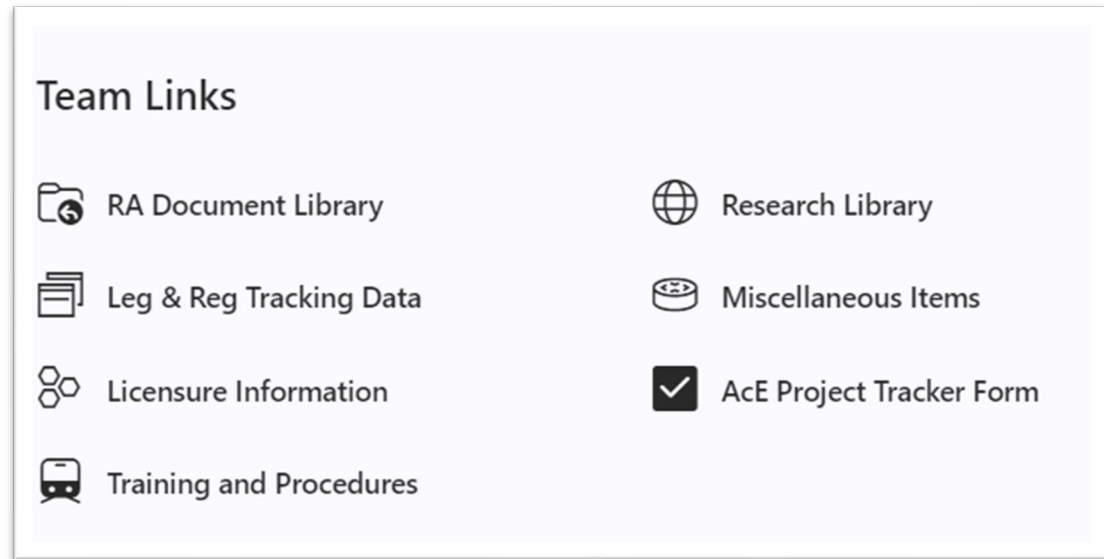 Team Links
RA Document Library
Research Library
Leg & Reg Tracking Data
Miscellaneous Items
Licensure Information
AcE Project Tracker Form
Training and Procedures